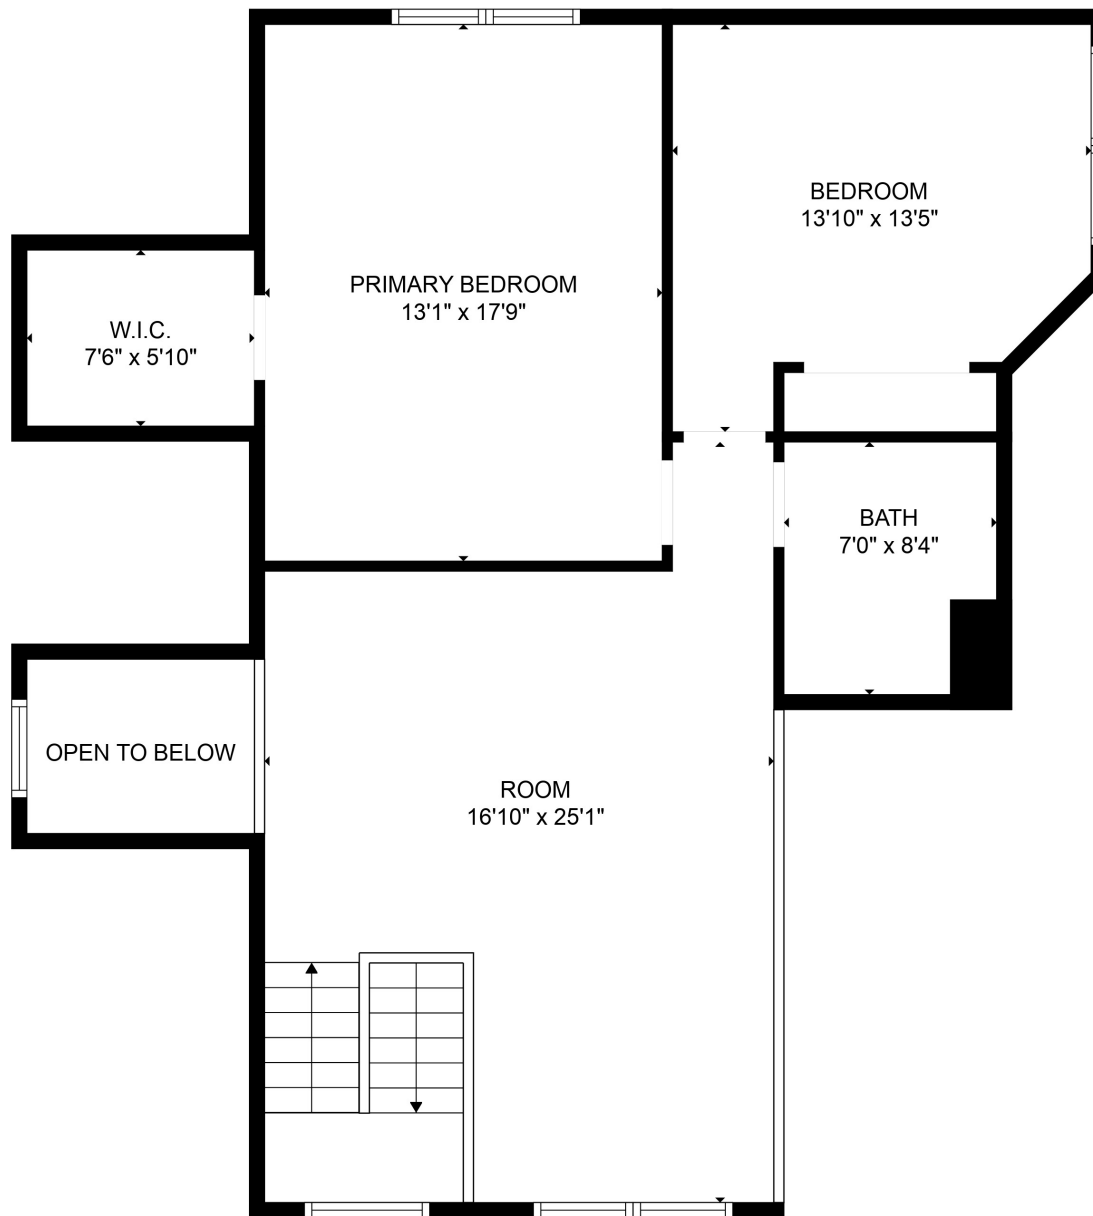 BEDROOM
13'10" x 13'5"
PRIMARY BEDROOM
13'1" x 17'9"
W.I.C.
7'6" x 5'10"
BATH
7'0" x 8'4"
OPEN TO BELOW
ROOM
16'10" x 25'1"